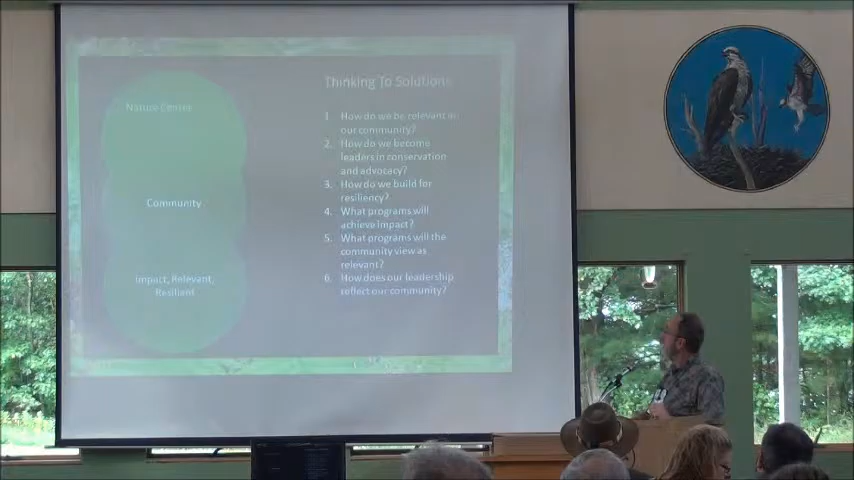 Nature Center
Community
Impact, Relevant,
Resilient
Thinking To Solutions
1. How do we be relevant in
our community?
2. How do we become
leaders in conservation
and advocacy?
3. How do we build for
resiliency?
4. What programs will
achieve impact?
5. What programs will the
community view as
relevant?
6. How does our leadership
reflect our community?